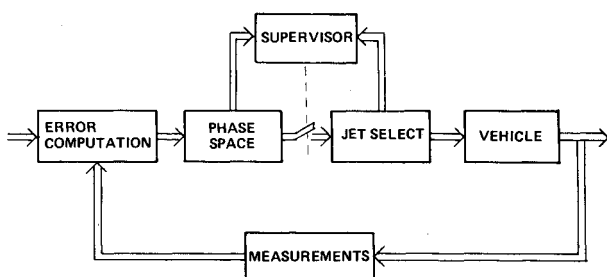 SUPERVISOR
ERROR
COMPUTATION
PHASE
SPACE
JET SELECT
VEHICLE
MEASUREMENTS